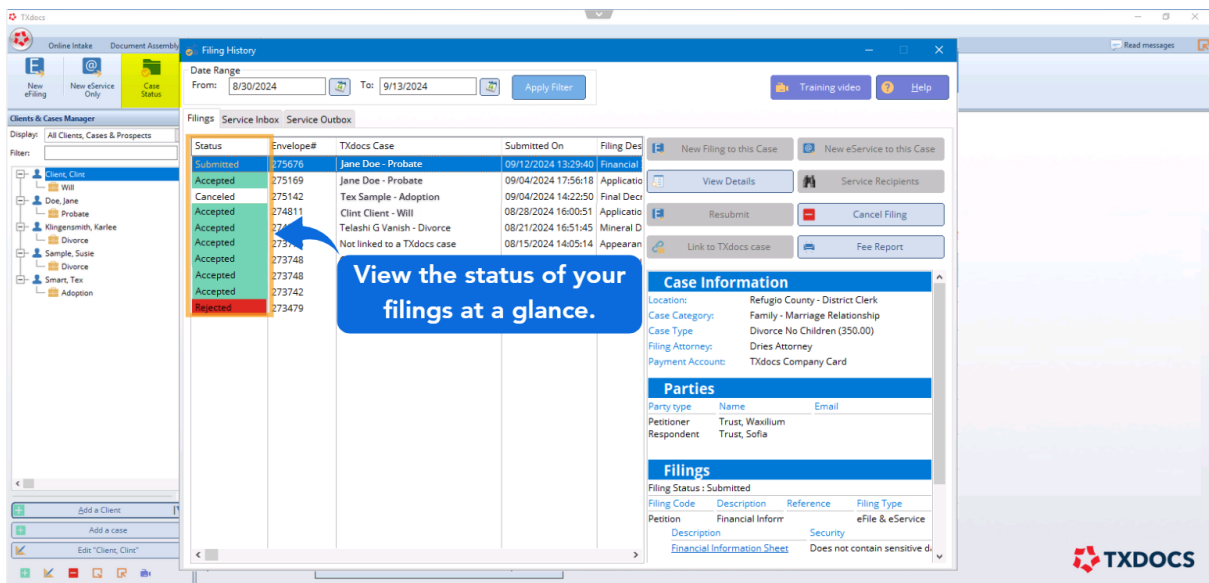 TXdocs
Online Intake Document Assembly
Read messages
New eFiling
New eService Only
Case Status
Clients & Cases Manager
Display: All Clients, Cases & Prospects
Filter:
Client, Clint
Will
Doe, Jane
Probate
Klingensmith, Karlee
Divorce
Sample, Susie
Divorce
Smart, Tex
Adoption
Add a Client
Add a case
Edit "Client, Clint"
Filing History
Date Range
From: 8/30/2024 To: 9/13/2024 Apply Filter
Training video Help
Filings Service Inbox Service Outbox
Status Envelope# TXdocs Case Submitted On Filing Des
Submitted 275676 Jane Doe - Probate 09/12/2024 13:29:40 Financial
Accepted 275169 Jane Doe - Probate 09/04/2024 17:56:18 Applicatio
Canceled 275142 Tex Sample - Adoption 09/04/2024 14:22:50 Final Decr
Accepted 274811 Clint Client - Will 08/28/2024 16:00:51 Applicatio
Accepted Telashi G Vanish - Divorce 08/21/2024 16:51:45 Mineral D
Accepted Not linked to a TXdocs case 08/15/2024 14:05:14 Appearan
Accepted 273748
Accepted 273748
Accepted 273742
Rejected 273479
View the status of your
filings at a glance.
New Filing to this Case New eService to this Case
View Details Service Recipients
Resubmit Cancel Filing
Link to TXdocs case Fee Report
Case Information
Location: Refugio County - District Clerk
Case Category: Family - Marriage Relationship
Case Type Divorce No Children (350.00)
Filing Attorney: Dries Attorney
Payment Account: TXdocs Company Card
Parties
Party type Name Email
Petitioner Trust, Waxilium
Respondent Trust, Sofia
Filings
Filing Status : Submitted
Filing Code Description Reference Filing Type
Petition Financial Inforr eFile & eService
Description Security
Financial Information Sheet Does not contain sensitive d
TXDOCS